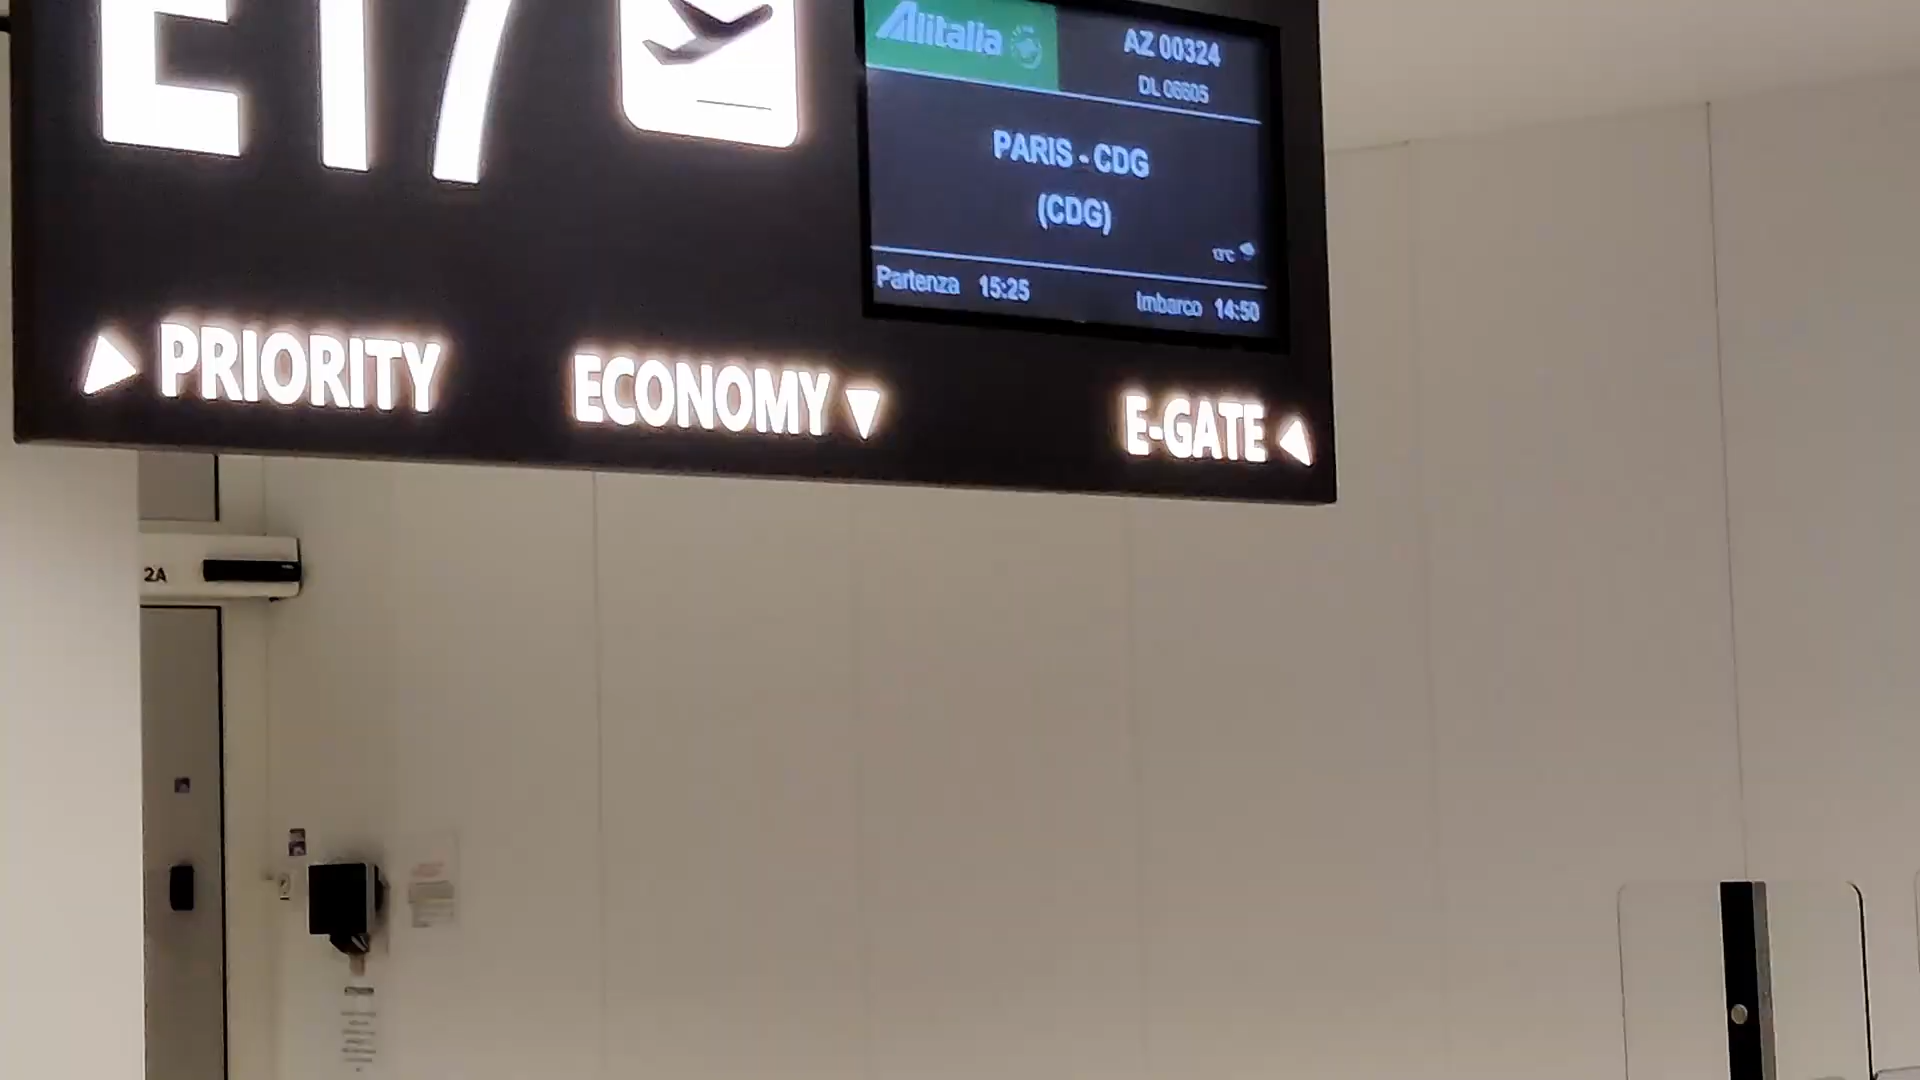 E17
Alitalia
AZ 00324
DL 06605
PARIS - CDG
(CDG)
13°C
Partenza 15:25
Imbarco 14:50
PRIORITY
ECONOMY
E-GATE
2A